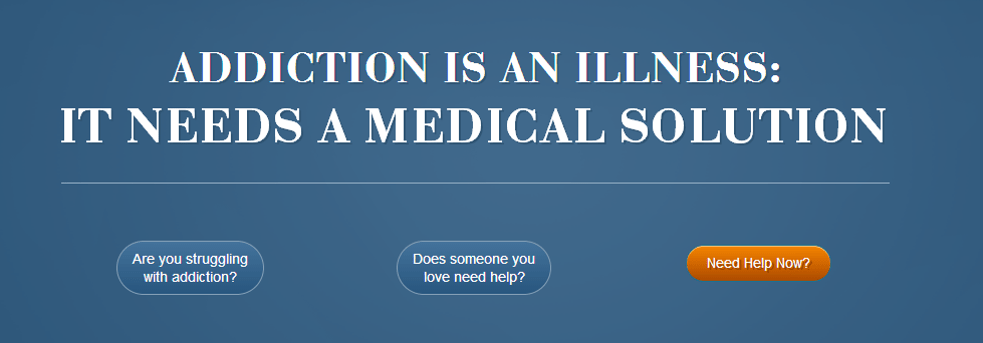 ADDICTION IS AN ILLNESS:
IT NEEDS A MEDICAL SOLUTION
Are you struggling
with addiction?
Does someone you
love need help?
Need Help Now?